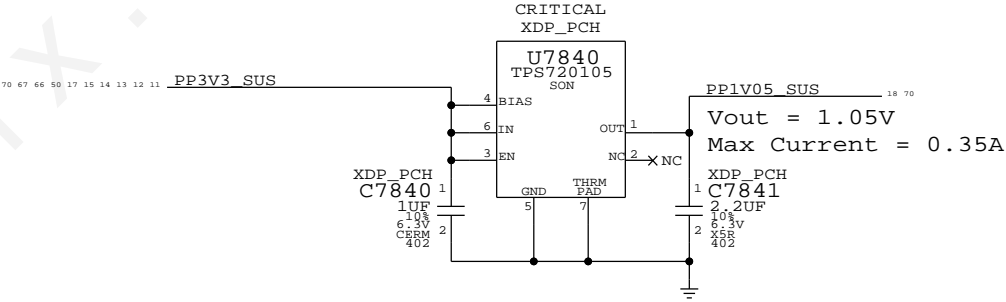 CRITICAL
XDP_PCH
U7840
TPS720105
SON
70 67 66 50 17 15 14 13 12 11 PP3V3_SUS
PP1V05_SUS 18 70
Vout = 1.05V
Max Current = 0.35A
4 BIAS
6 IN
OUT 1
3 EN
NC 2 NC
GND
THRM
PAD
5
7
XDP_PCH
C7840 1
1UF
10%
6.3V
CERM
402
2
XDP_PCH
1 C7841
2.2UF
10%
6.3V
X5R
402
2